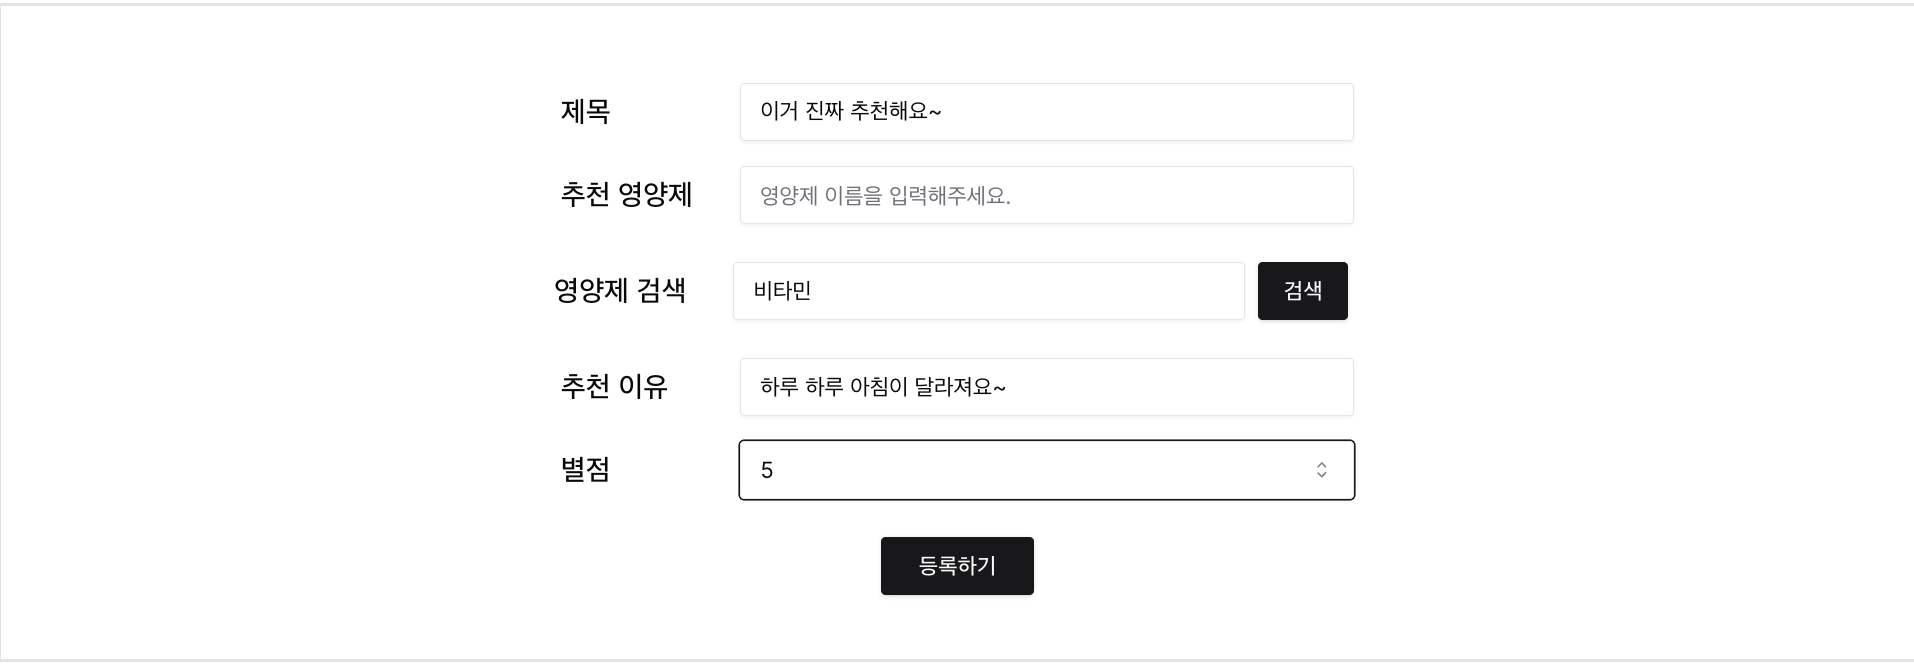 제목 이거 진짜 추천해요~
추천 영양제 영양제 이름을 입력해주세요.
영양제 검색 비타민 검색
추천 이유 하루 하루 아침이 달라져요~
별점 5
등록하기